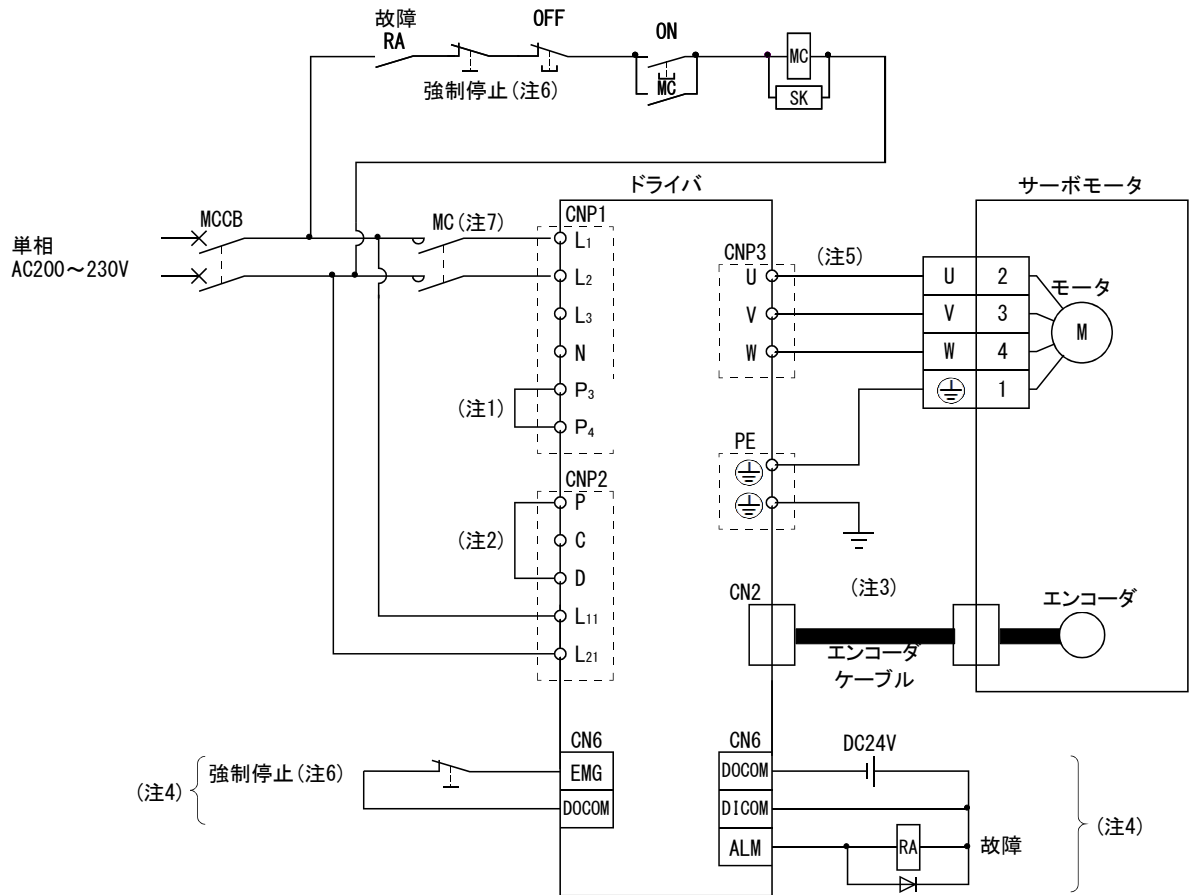 故障
RA
OFF
ON
強制停止(注6)
MC
MC
SK
ドライバ
サーボモータ
単相
AC200～230V
MCCB
MC(注7)
CNP1
L1
L2
L3
N
P3
P4
(注1)
CNP3
U
V
W
(注5)
U 2
V 3
W 4
1
モータ
M
PE
CNP2
P
C
D
L11
L21
(注2)
CN2
(注3)
エンコーダ
ケーブル
エンコーダ
(注4)
強制停止(注6)
CN6
EMG
DOCOM
CN6
DOCOM
DICOM
ALM
DC24V
RA
故障
(注4)